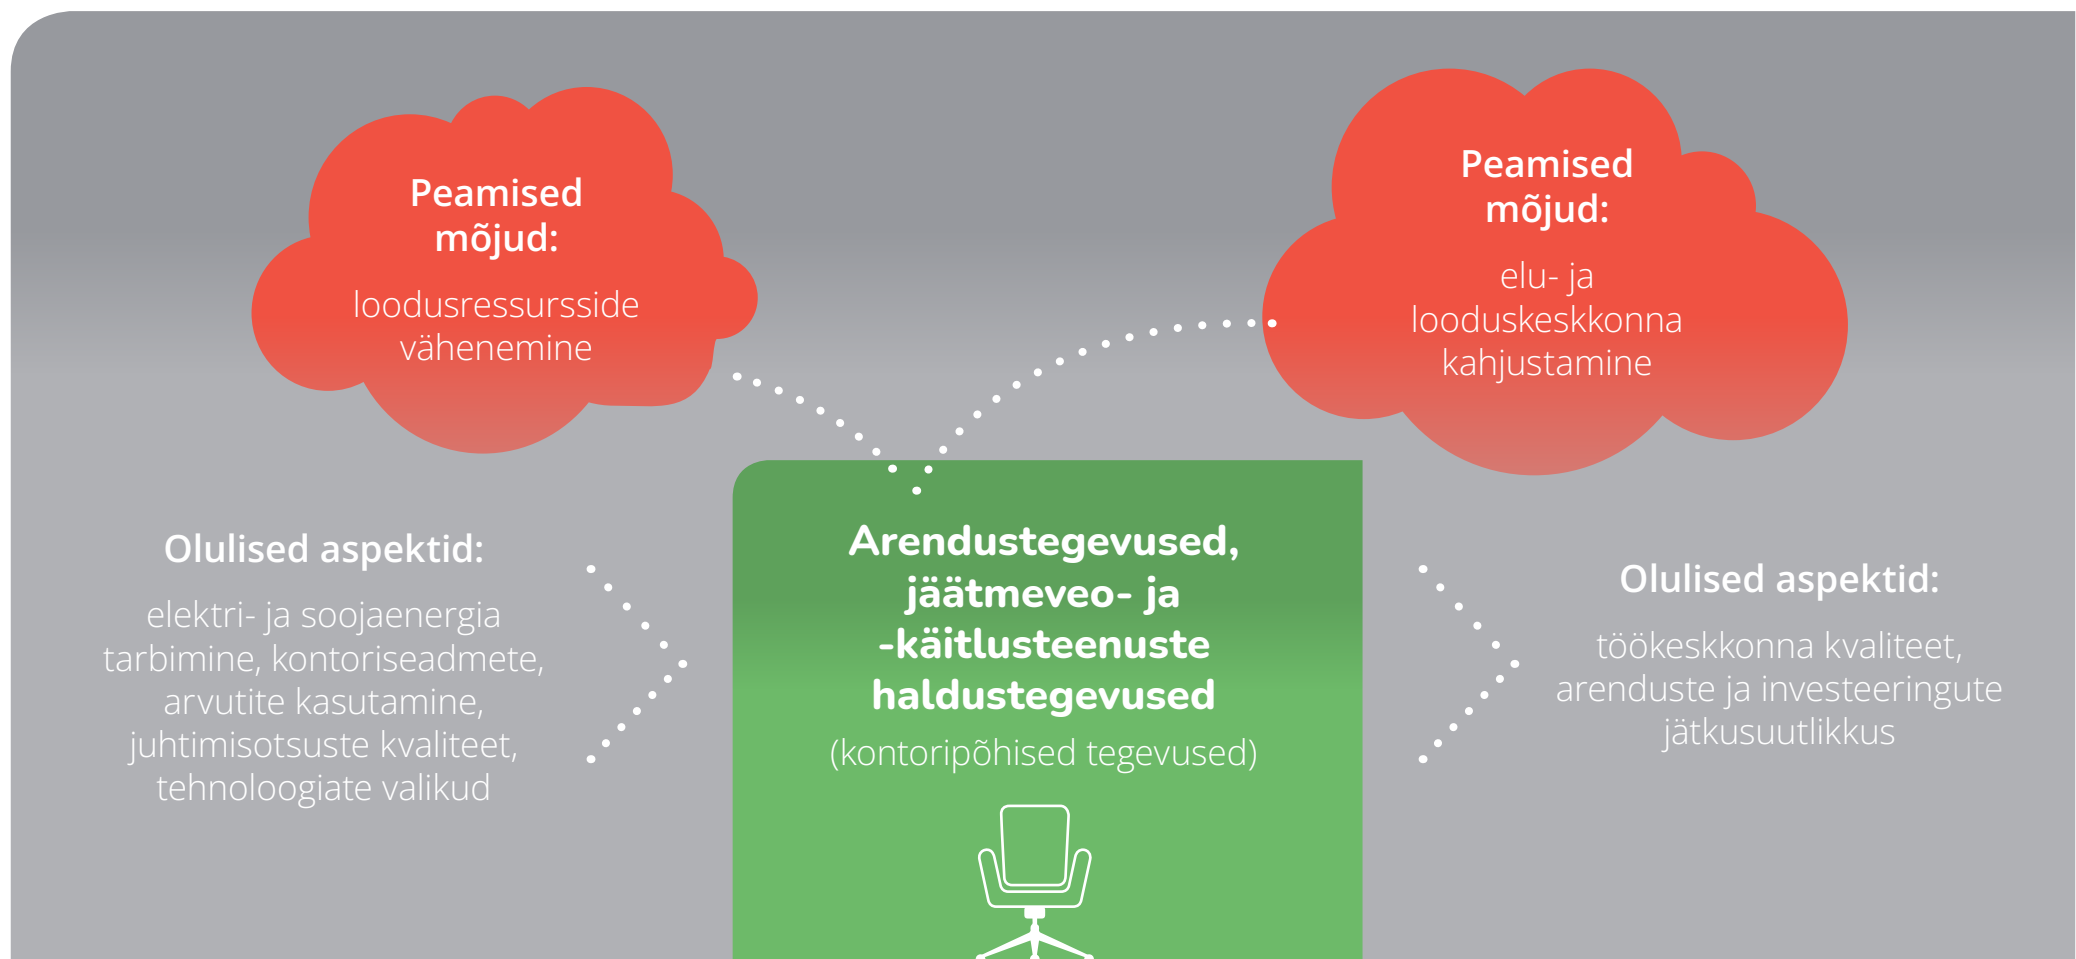 Peamised
mõjud:
loodusressursside
vähenemine
Peamised
mõjud:
elu- ja
looduskeskkonna
kahjustamine
Olulised aspektid:
elektri- ja soojaenergia
tarbimine, kontoriseadmete,
arvutite kasutamine,
juhtimisotsuste kvaliteet,
tehnoloogiate valikud
Arendustegevused,
jäätmeveo- ja
-käitlusteenuste
haldustegevused
(kontoripõhised tegevused)
Olulised aspektid:
töökeskkonna kvaliteet,
arenduste ja investeeringute
jätkusuutlikkus